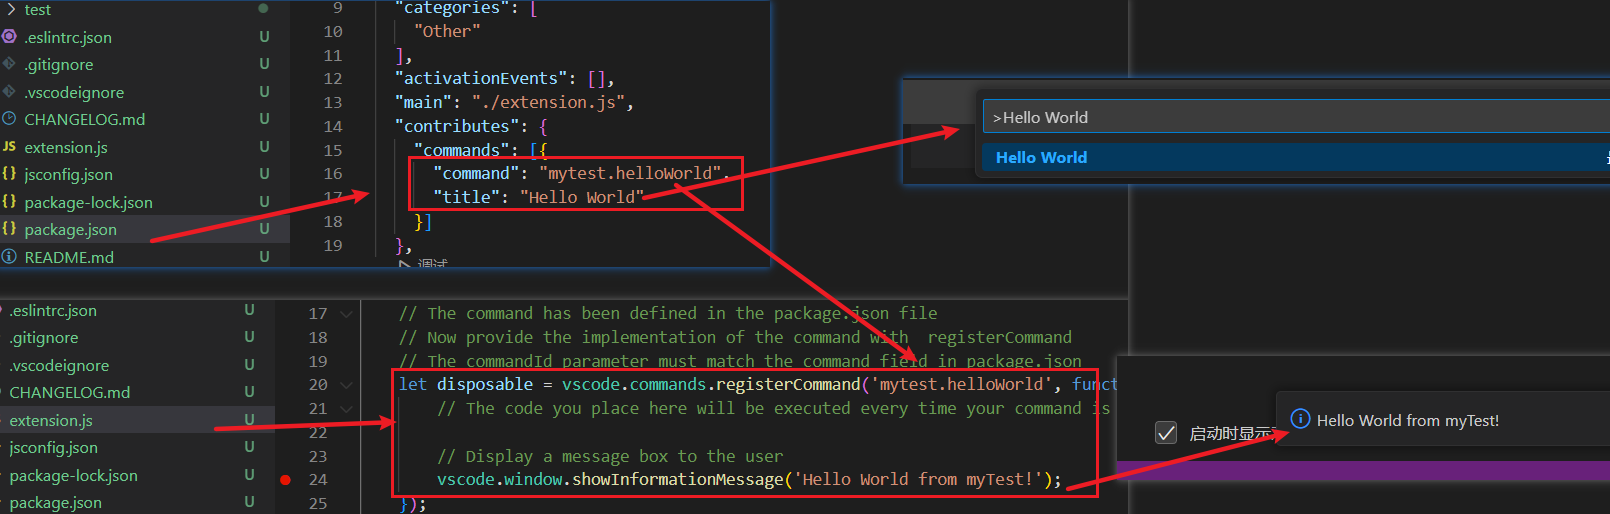 test
.eslintrc.json U
.gitignore U
.vscodeignore U
CHANGELOG.md U
JS extension.js U
{} jsconfig.json U
{} package-lock.json U
{} package.json U
README.md U
9 "categories": [
10 "Other"
11 ],
12 "activationEvents": [],
13 "main": "./extension.js",
14 "contributes": {
15 "commands": [{
16 "command": "mytest.helloWorld",
17 "title": "Hello World"
18 }]
19 },
调试
>Hello World
Hello World
.eslintrc.json U
.gitignore U
.vscodeignore U
CHANGELOG.md U
extension.js U
jsconfig.json U
package-lock.json U
package.json U
17 // The command has been defined in the package.json file
18 // Now provide the implementation of the command with  registerCommand
19 // The commandId parameter must match the command field in package.json
20 let disposable = vscode.commands.registerCommand('mytest.helloWorld', funct
21 // The code you place here will be executed every time your command is
22
23 // Display a message box to the user
24 vscode.window.showInformationMessage('Hello World from myTest!');
25 });
启动时显示
Hello World from myTest!